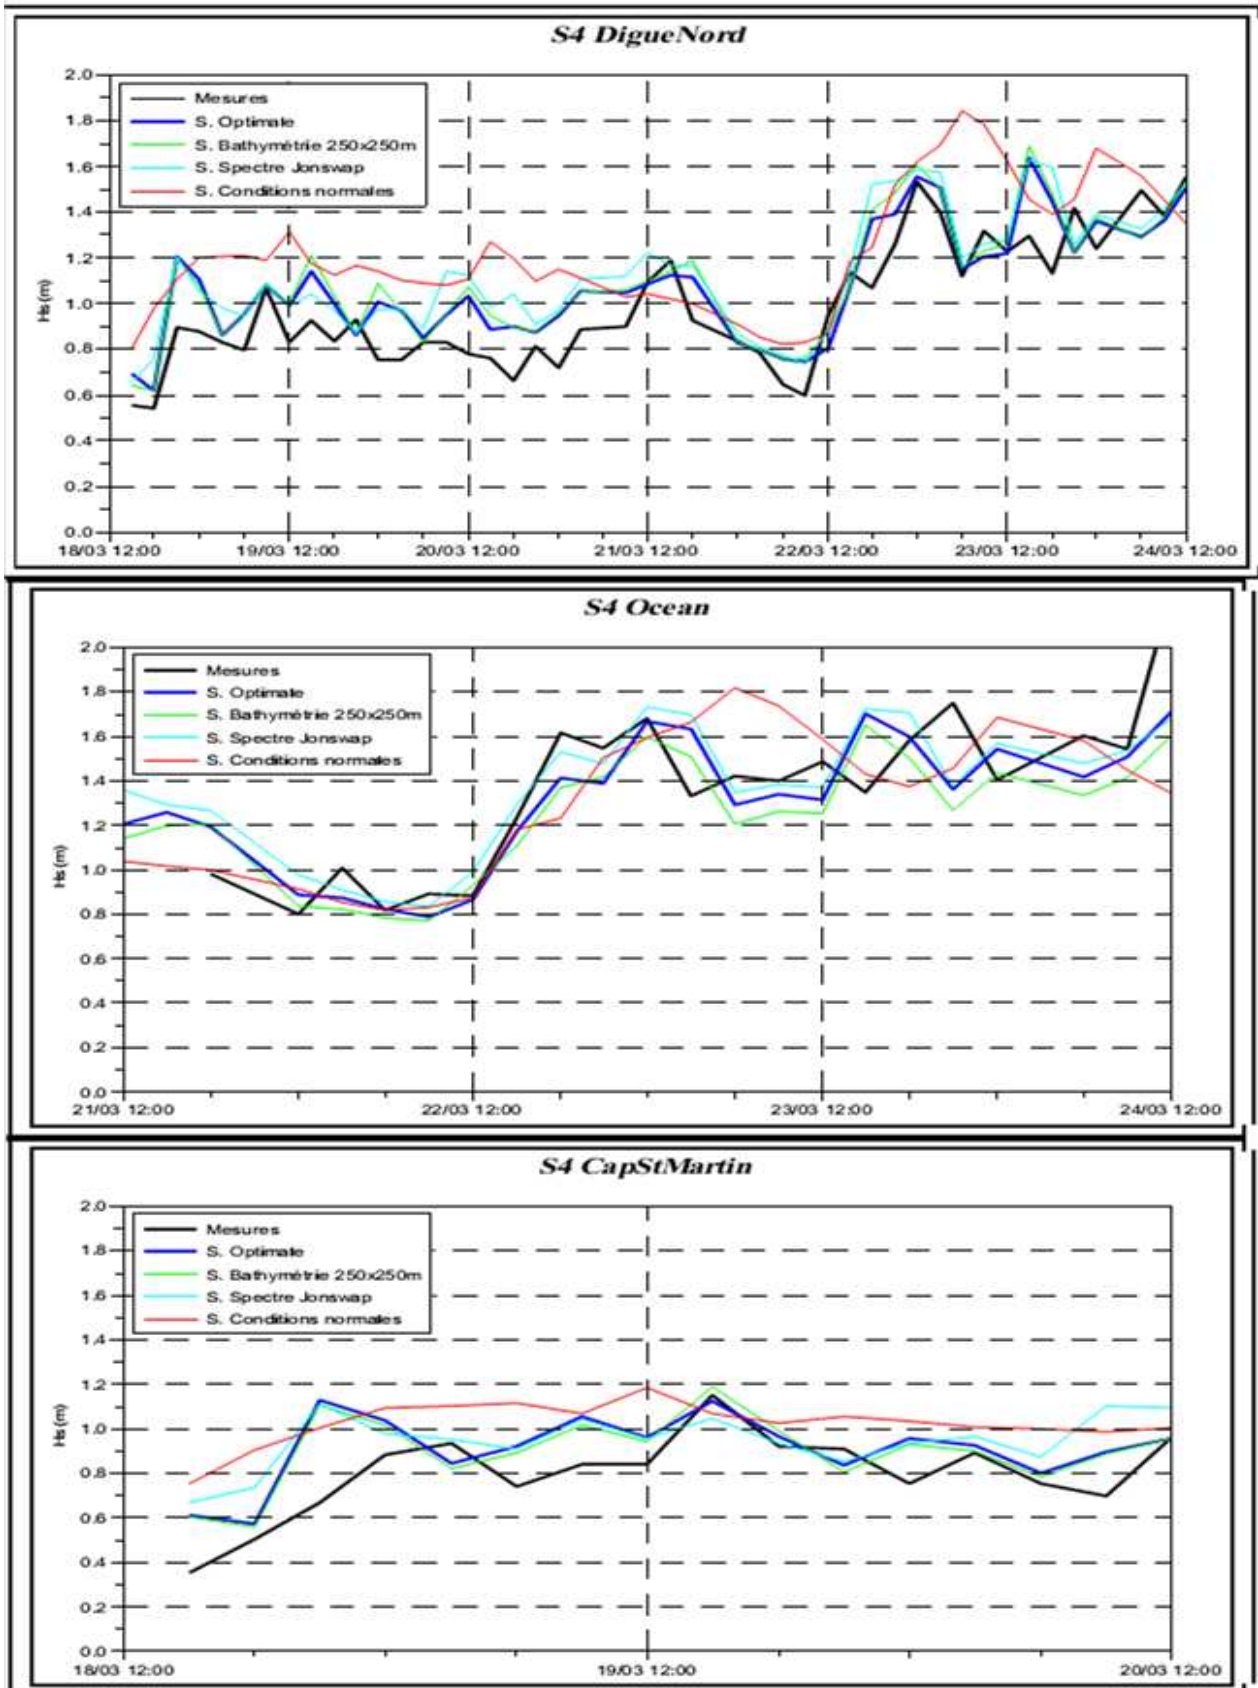 S4 DigueNord
2.0
Mesures
1.8
S. Optimale
S. Bathymétrie 250x250m
1.6
S. Spectre Jonswap
S. Conditions normales
1.4
1.2
Hs(m)
1.0
0.8
0.6
0.4
0.2
0.0
18/03 12:00 19/03 12:00 20/03 12:00 21/03 12:00 22/03 12:00 23/03 12:00 24/03 12:00
S4 Ocean
2.0
Mesures
1.8
S. Optimale
S. Bathymétrie 250x250m
1.6
S. Spectre Jonswap
S. Conditions normales
1.4
1.2
Hs(m)
1.0
0.8
0.6
0.4
0.2
0.0
21/03 12:00 22/03 12:00 23/03 12:00 24/03 12:00
S4 CapStMartin
2.0
Mesures
1.8
S. Optimale
S. Bathymétrie 250x250m
1.6
S. Spectre Jonswap
S. Conditions normales
1.4
1.2
Hs(m)
1.0
0.8
0.6
0.4
0.2
0.0
18/03 12:00 19/03 12:00 20/03 12:00